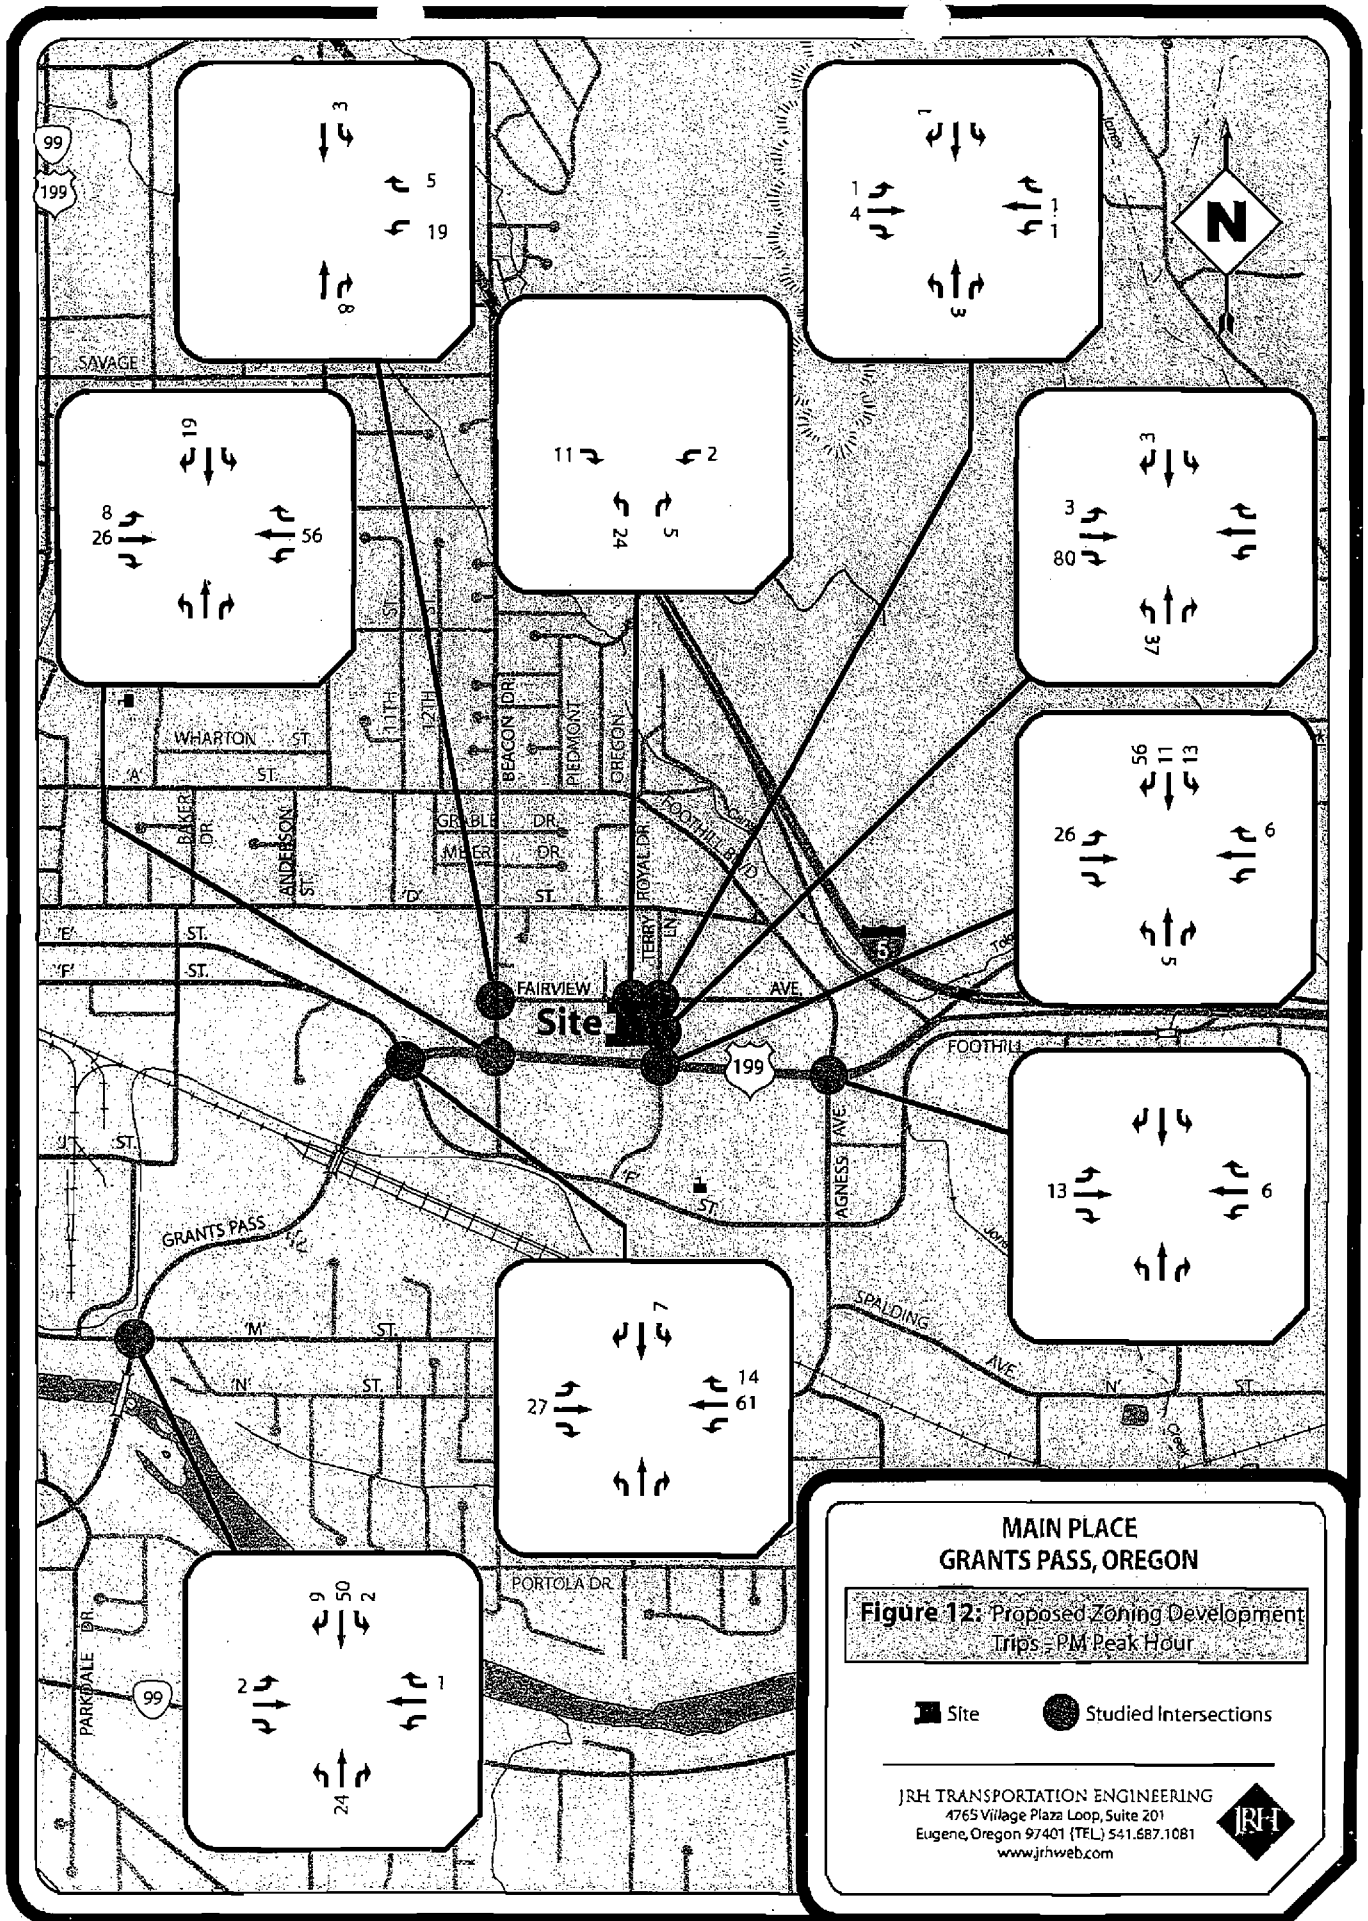 99
199
3
5
19
8
1
1
4
1
1
3
N
SAVAGE
19
8
26
56
11
2
24
5
3
3
80
37
ST.
ST.
11TH
12TH
BEACON DR.
PIEDMONT
OREGON
WHARTON ST.
'A' ST.
BAKER DR.
ANDERSON ST.
GRABLE DR.
MEIER DR.
'D' ST.
ROYAL DR.
FOOTHILL BLVD
TERRY LN.
56
11
13
26
6
5
'E' ST.
'F' ST.
5
FAIRVIEW AVE.
Site
199
FOOTHILL
'J' ST.
'F' ST.
AGNESS AVE.
13
6
GRANTS PASS
'M' ST.
'N' ST.
SPALDING AVE.
'N' ST.
7
27
14
61
PORTOLA DR.
9
50
2
2
1
24
PARKDALE DR.
99
MAIN PLACE
GRANTS PASS, OREGON
Figure 12: Proposed Zoning Development
Trips - PM Peak Hour
Site
Studied Intersections
JRH TRANSPORTATION ENGINEERING
4765 Village Plaza Loop, Suite 201
Eugene, Oregon 97401 (TEL) 541.687.1081
www.jrhweb.com
JRH